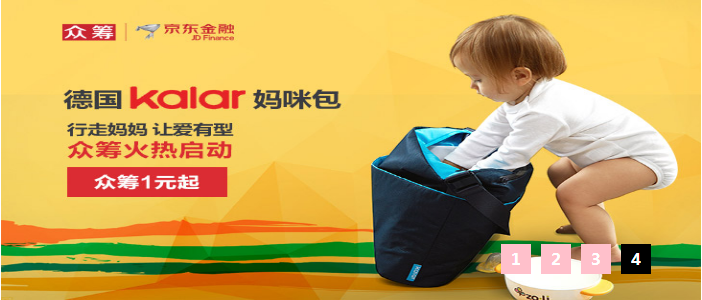 众筹 京东金融
JD Finance
德国 kalar 妈咪包
行走妈妈 让爱有型
众筹火热启动
众筹1元起
1 2 3 4